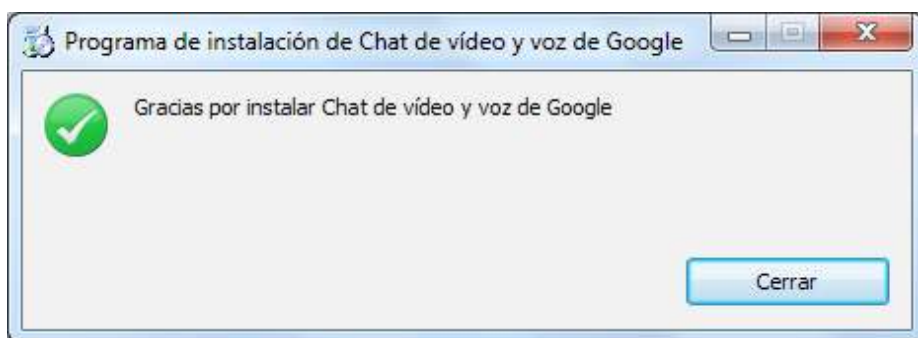 Programa de instalación de Chat de vídeo y voz de Google
Gracias por instalar Chat de vídeo y voz de Google
Cerrar